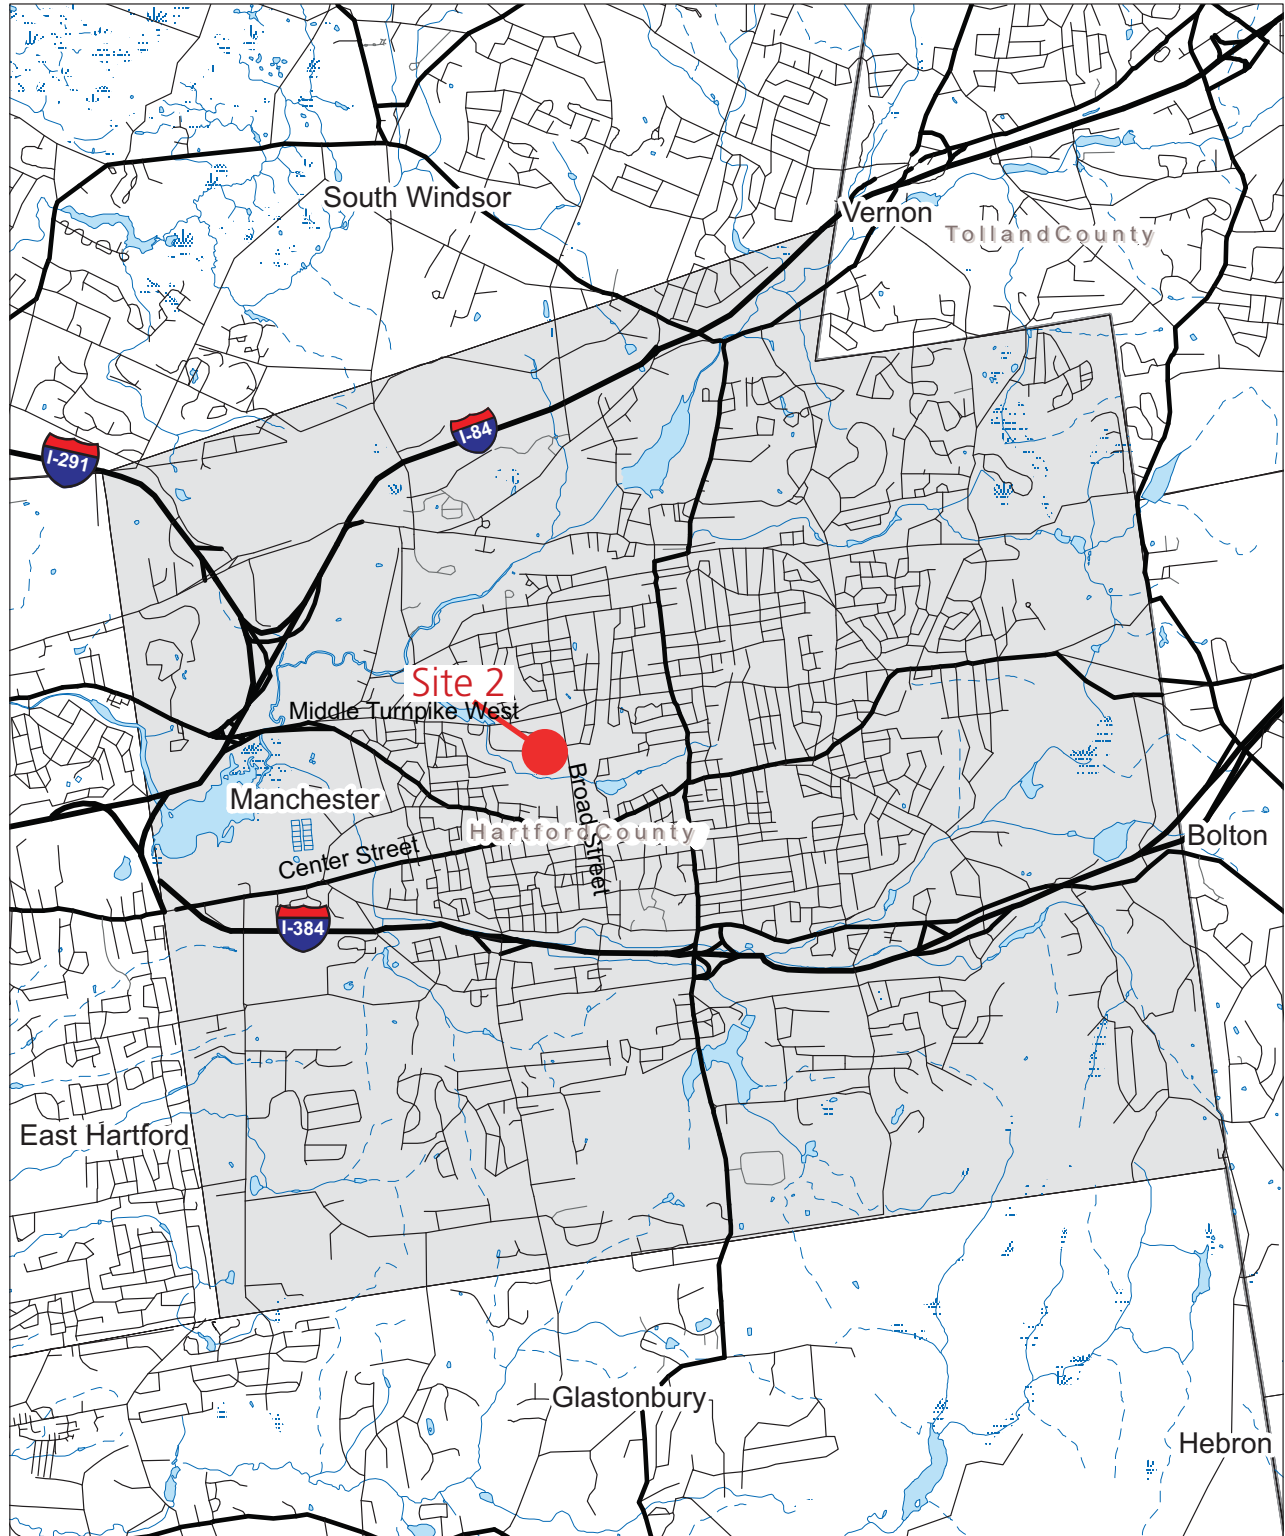 South Windsor
Vernon
TollandCounty
I-84
I-291
Site 2
Middle Turnpike West
Broad Street
Manchester
HartfordCounty
Bolton
Center Street
I-384
East Hartford
Glastonbury
Hebron